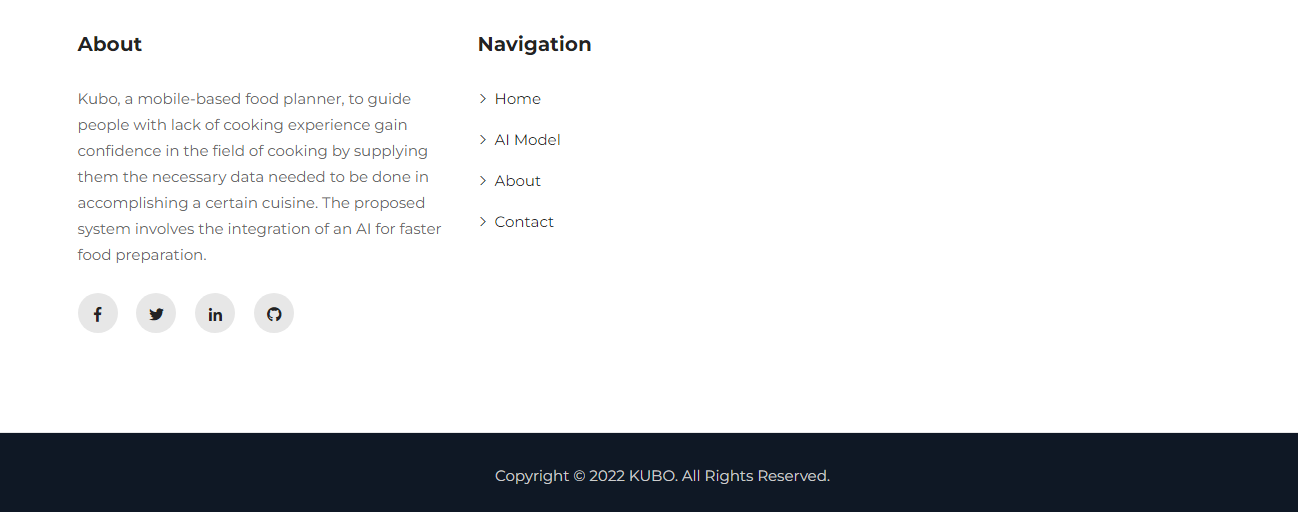 About
Kubo, a mobile-based food planner, to guide
people with lack of cooking experience gain
confidence in the field of cooking by supplying
them the necessary data needed to be done in
accomplishing a certain cuisine. The proposed
system involves the integration of an AI for faster
food preparation.
Navigation
Home
AI Model
About
Contact
Copyright © 2022 KUBO. All Rights Reserved.